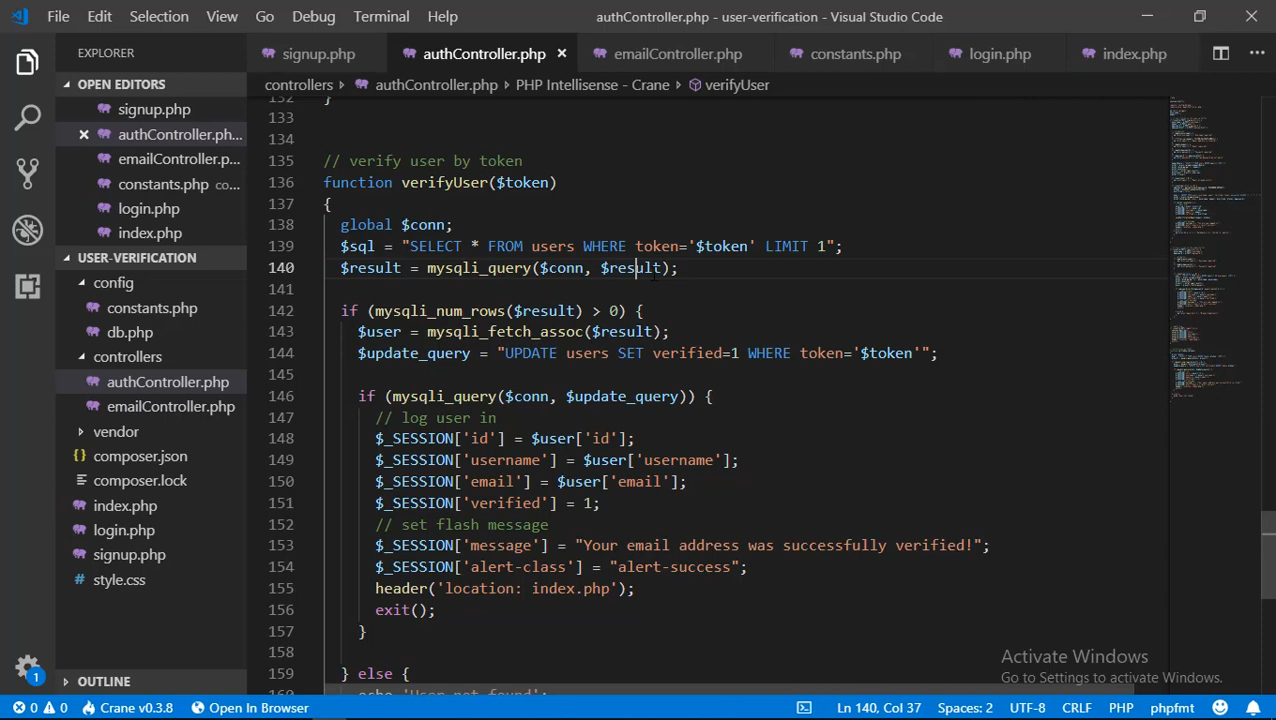 File Edit Selection View Go Debug Terminal Help authController.php - user-verification - Visual Studio Code
EXPLORER
signup.php authController.php emailController.php constants.php login.php index.php
OPEN EDITORS
signup.php
authController.ph...
emailController.p...
constants.php co...
login.php
index.php
USER-VERIFICATION
config
constants.php
db.php
controllers
authController.php
emailController.php
vendor
composer.json
composer.lock
index.php
login.php
signup.php
style.css
OUTLINE
controllers authController.php PHP Intellisense - Crane verifyUser
132 }
133
134
135 // verify user by token
136 function verifyUser($token)
137 {
138 global $conn;
139 $sql = "SELECT * FROM users WHERE token='$token' LIMIT 1";
140 $result = mysqli_query($conn, $result);
141
142 if (mysqli_num_rows($result) > 0) {
143 $user = mysqli_fetch_assoc($result);
144 $update_query = "UPDATE users SET verified=1 WHERE token='$token'";
145
146 if (mysqli_query($conn, $update_query)) {
147 // log user in
148 $_SESSION['id'] = $user['id'];
149 $_SESSION['username'] = $user['username'];
150 $_SESSION['email'] = $user['email'];
151 $_SESSION['verified'] = 1;
152 // set flash message
153 $_SESSION['message'] = "Your email address was successfully verified!";
154 $_SESSION['alert-class'] = "alert-success";
155 header('location: index.php');
156 exit();
157 }
158
159 } else {
160 echo 'User not found';
Activate Windows
Go to Settings to activate Windows.
1
0 0 Crane v0.3.8 Open In Browser Ln 140, Col 37 Spaces: 2 UTF-8 CRLF PHP phpfmt